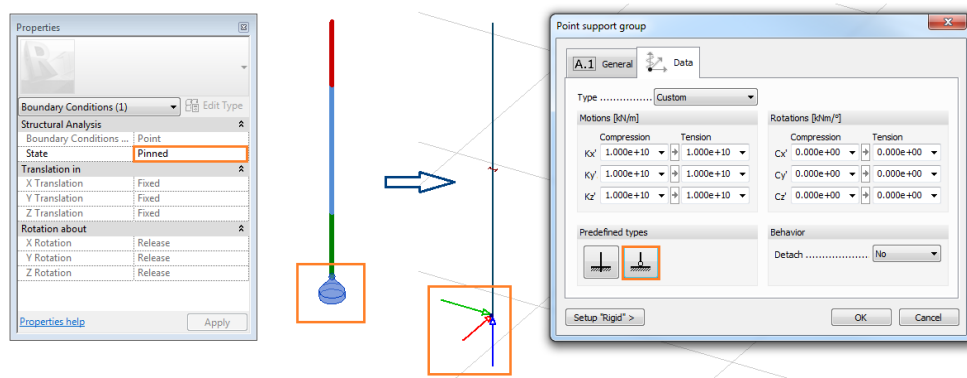 Properties
Boundary Conditions (1)
Edit Type
Structural Analysis
Boundary Conditions ... Point
State Pinned
Translation in
X Translation Fixed
Y Translation Fixed
Z Translation Fixed
Rotation about
X Rotation Release
Y Rotation Release
Z Rotation Release
Properties help
Apply
Point support group
A.1 General
Data
Type ................ Custom
Motions [kN/m]
Compression Tension
Kx' 1.000e+10 1.000e+10
Ky' 1.000e+10 1.000e+10
Kz' 1.000e+10 1.000e+10
Rotations [kNm/°]
Compression Tension
Cx' 0.000e+00 0.000e+00
Cy' 0.000e+00 0.000e+00
Cz' 0.000e+00 0.000e+00
Predefined types
Behavior
Detach ................... No
Setup "Rigid" >
OK
Cancel